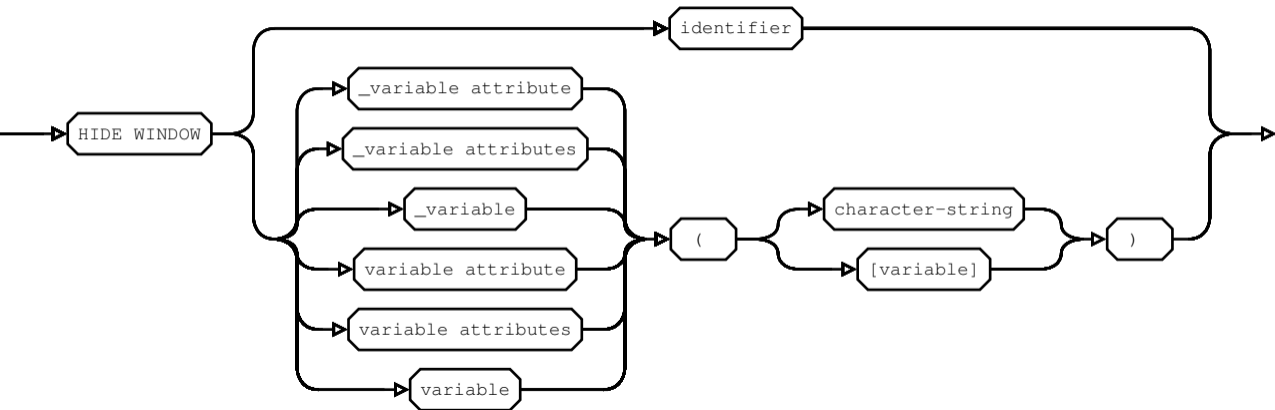 identifier
_variable attribute
HIDE WINDOW
_variable attributes
_variable
character-string
(
)
variable attribute
[variable]
variable attributes
variable